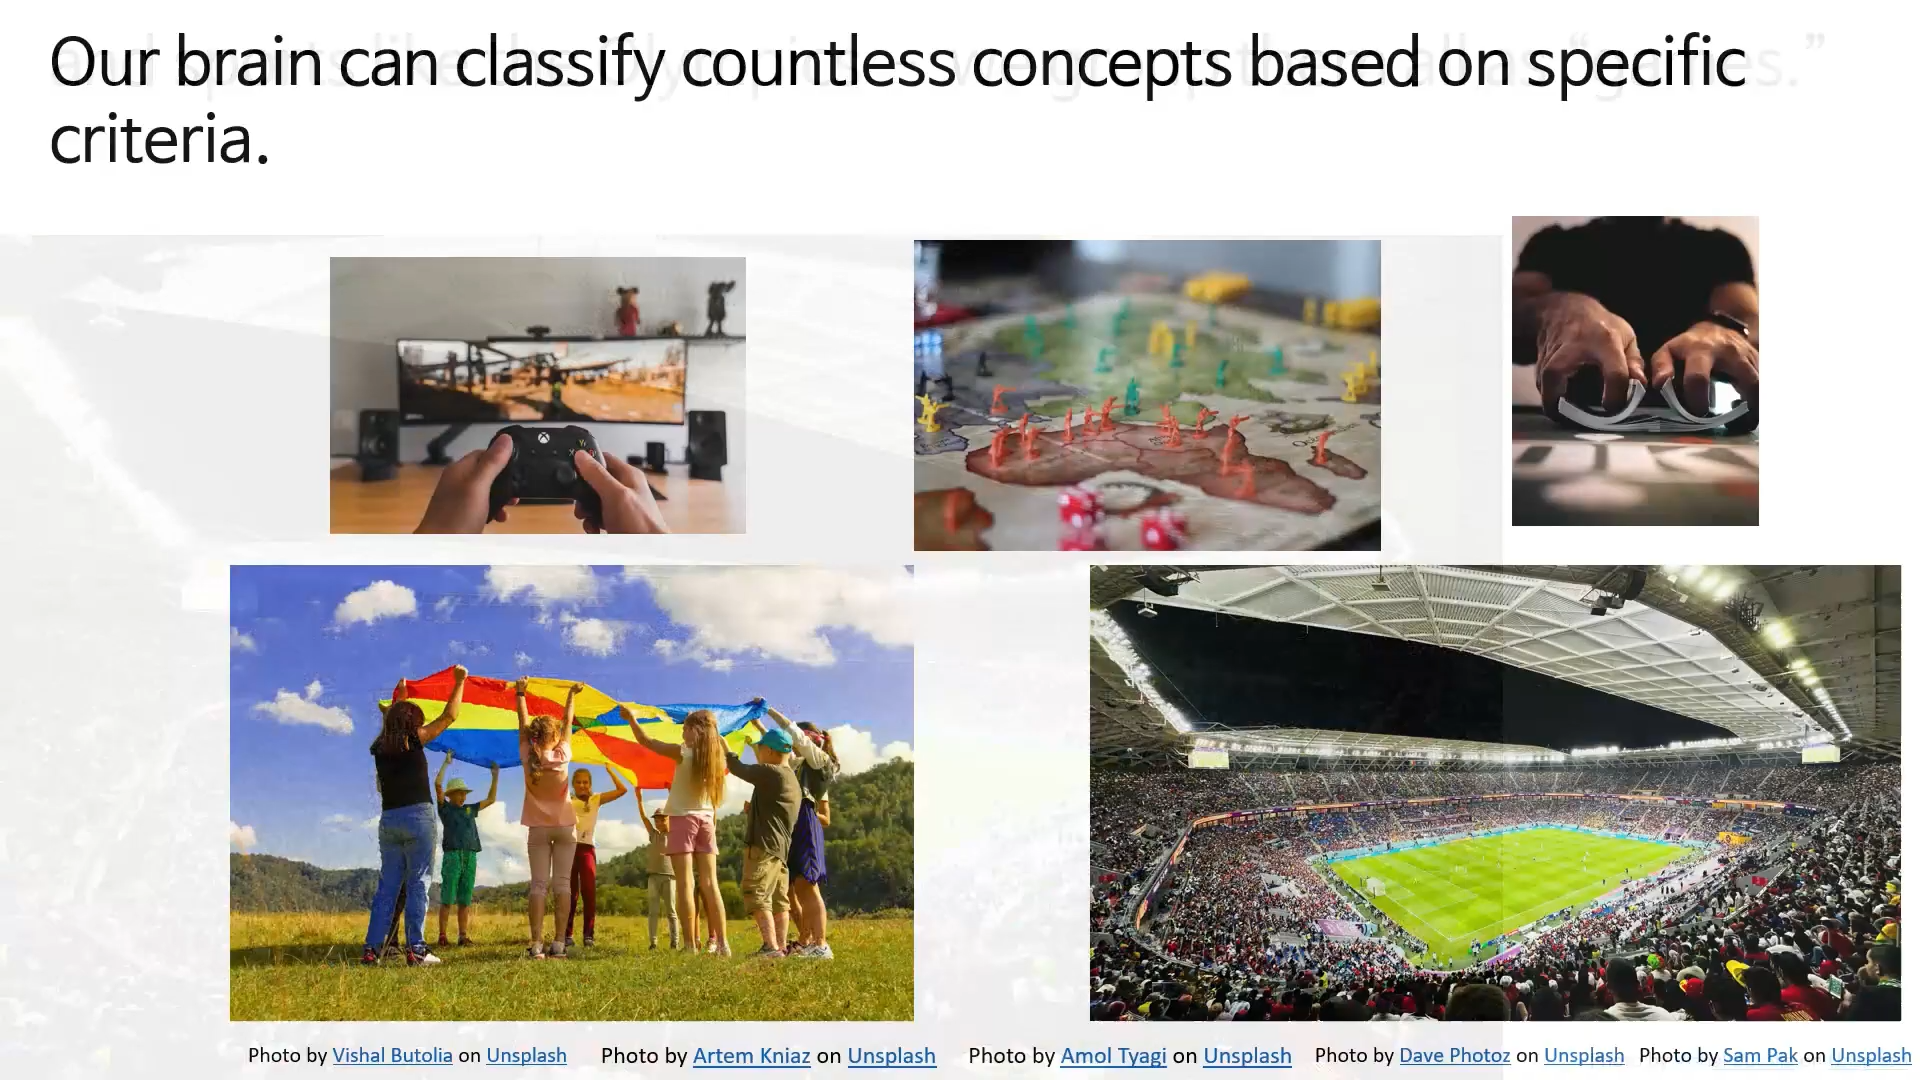 Our brain can classify countless concepts based on specific
criteria.
Photo by Vishal Butolia on Unsplash
Photo by Artem Kniaz on Unsplash
Photo by Amol Tyagi on Unsplash
Photo by Dave Photoz on Unsplash
Photo by Sam Pak on Unsplash